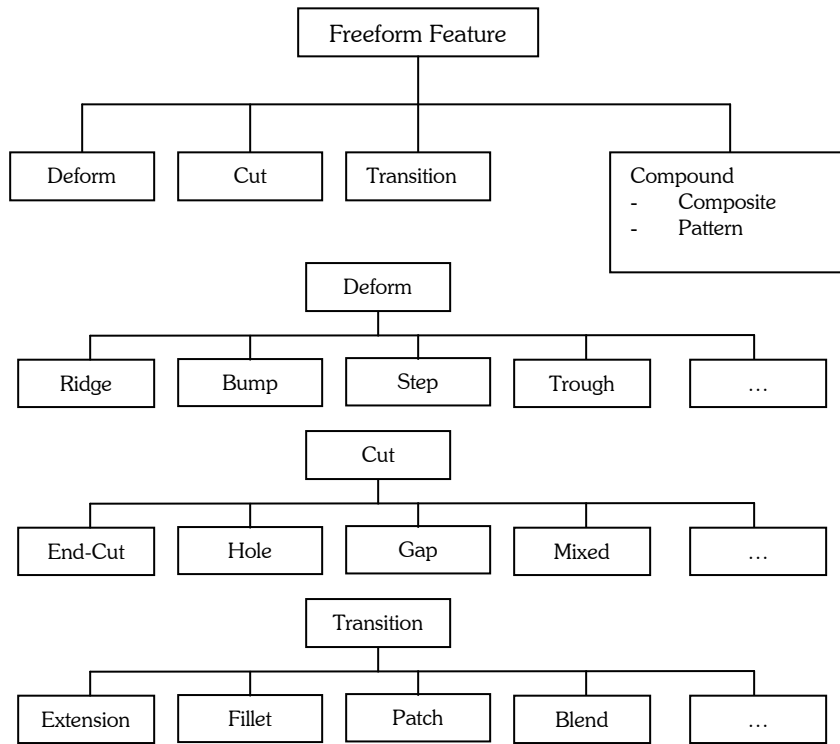 Freeform Feature
Deform
Cut
Transition
Compound
- Composite
- Pattern
Deform
Ridge
Bump
Step
Trough
…
Cut
End-Cut
Hole
Gap
Mixed
…
Transition
Extension
Fillet
Patch
Blend
…